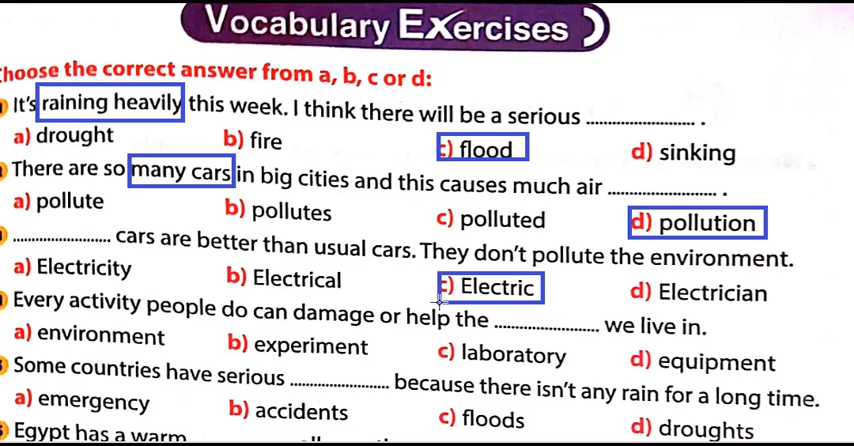 Vocabulary Exercises
Choose the correct answer from a, b, c or d:
It's raining heavily this week. I think there will be a serious ........................ .
a) drought b) fire c) flood d) sinking
There are so many cars in big cities and this causes much air ........................ .
a) pollute b) pollutes c) polluted d) pollution
........................ cars are better than usual cars. They don't pollute the environment.
a) Electricity b) Electrical c) Electric d) Electrician
Every activity people do can damage or help the ........................ we live in.
a) environment b) experiment c) laboratory d) equipment
Some countries have serious ........................ because there isn't any rain for a long time.
a) emergency b) accidents c) floods d) droughts
Egypt has a warm